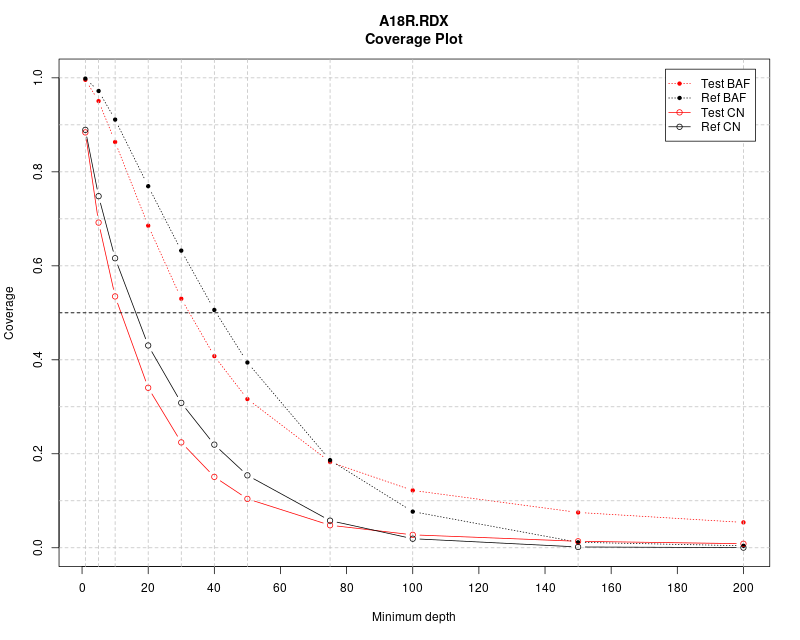 A18R.RDX
Coverage Plot
Test BAF
Ref BAF
Test CN
Ref CN
Coverage
1.0
0.8
0.6
0.4
0.2
0.0
0 20 40 60 80 100 120 140 160 180 200
Minimum depth